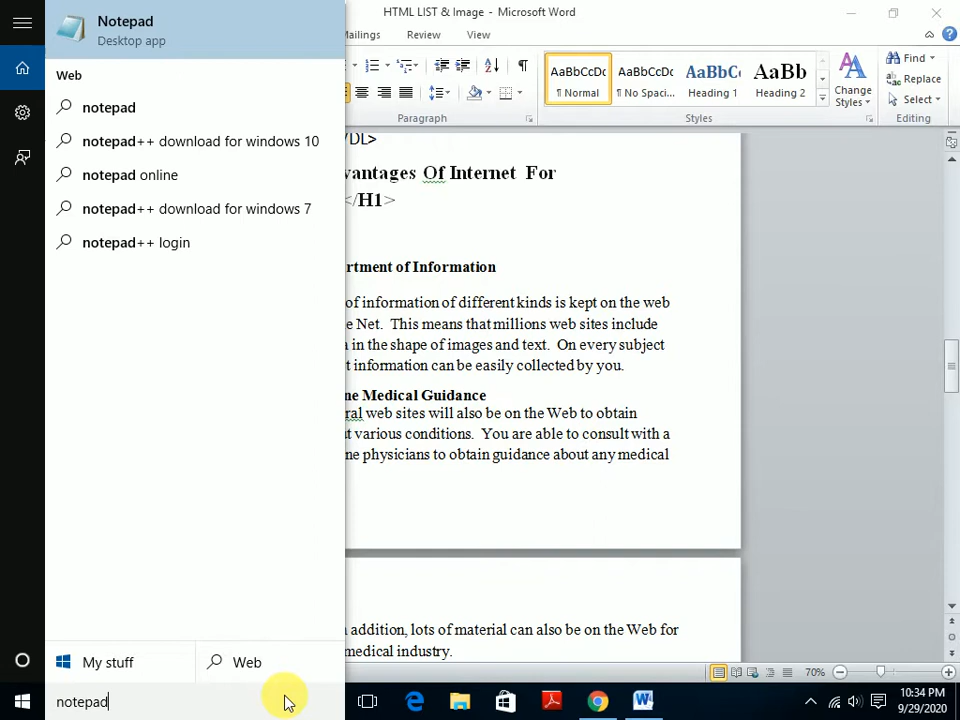 Notepad
Desktop app
Web
notepad
notepad++ download for windows 10
notepad online
notepad++ download for windows 7
notepad++ login
My stuff
Web
notepad
HTML LIST & Image - Microsoft Word
Mailings
Review
View
AaBbCcDc
¶ Normal
AaBbCcDc
¶ No Spaci...
AaBbC
Heading 1
AaBb
Heading 2
Change
Styles
Find
Replace
Select
Paragraph
Styles
Editing
/DL>
vantages Of Internet For
</H1>
rtment of Information
of information of different kinds is kept on the web
e Net. This means that millions web sites include
in the shape of images and text. On every subject
t information can be easily collected by you.
ne Medical Guidance
ral web sites will also be on the Web to obtain
ut various conditions. You are able to consult with a
ne physicians to obtain guidance about any medical
addition, lots of material can also be on the Web for
medical industry.
70%
10:34 PM
9/29/2020